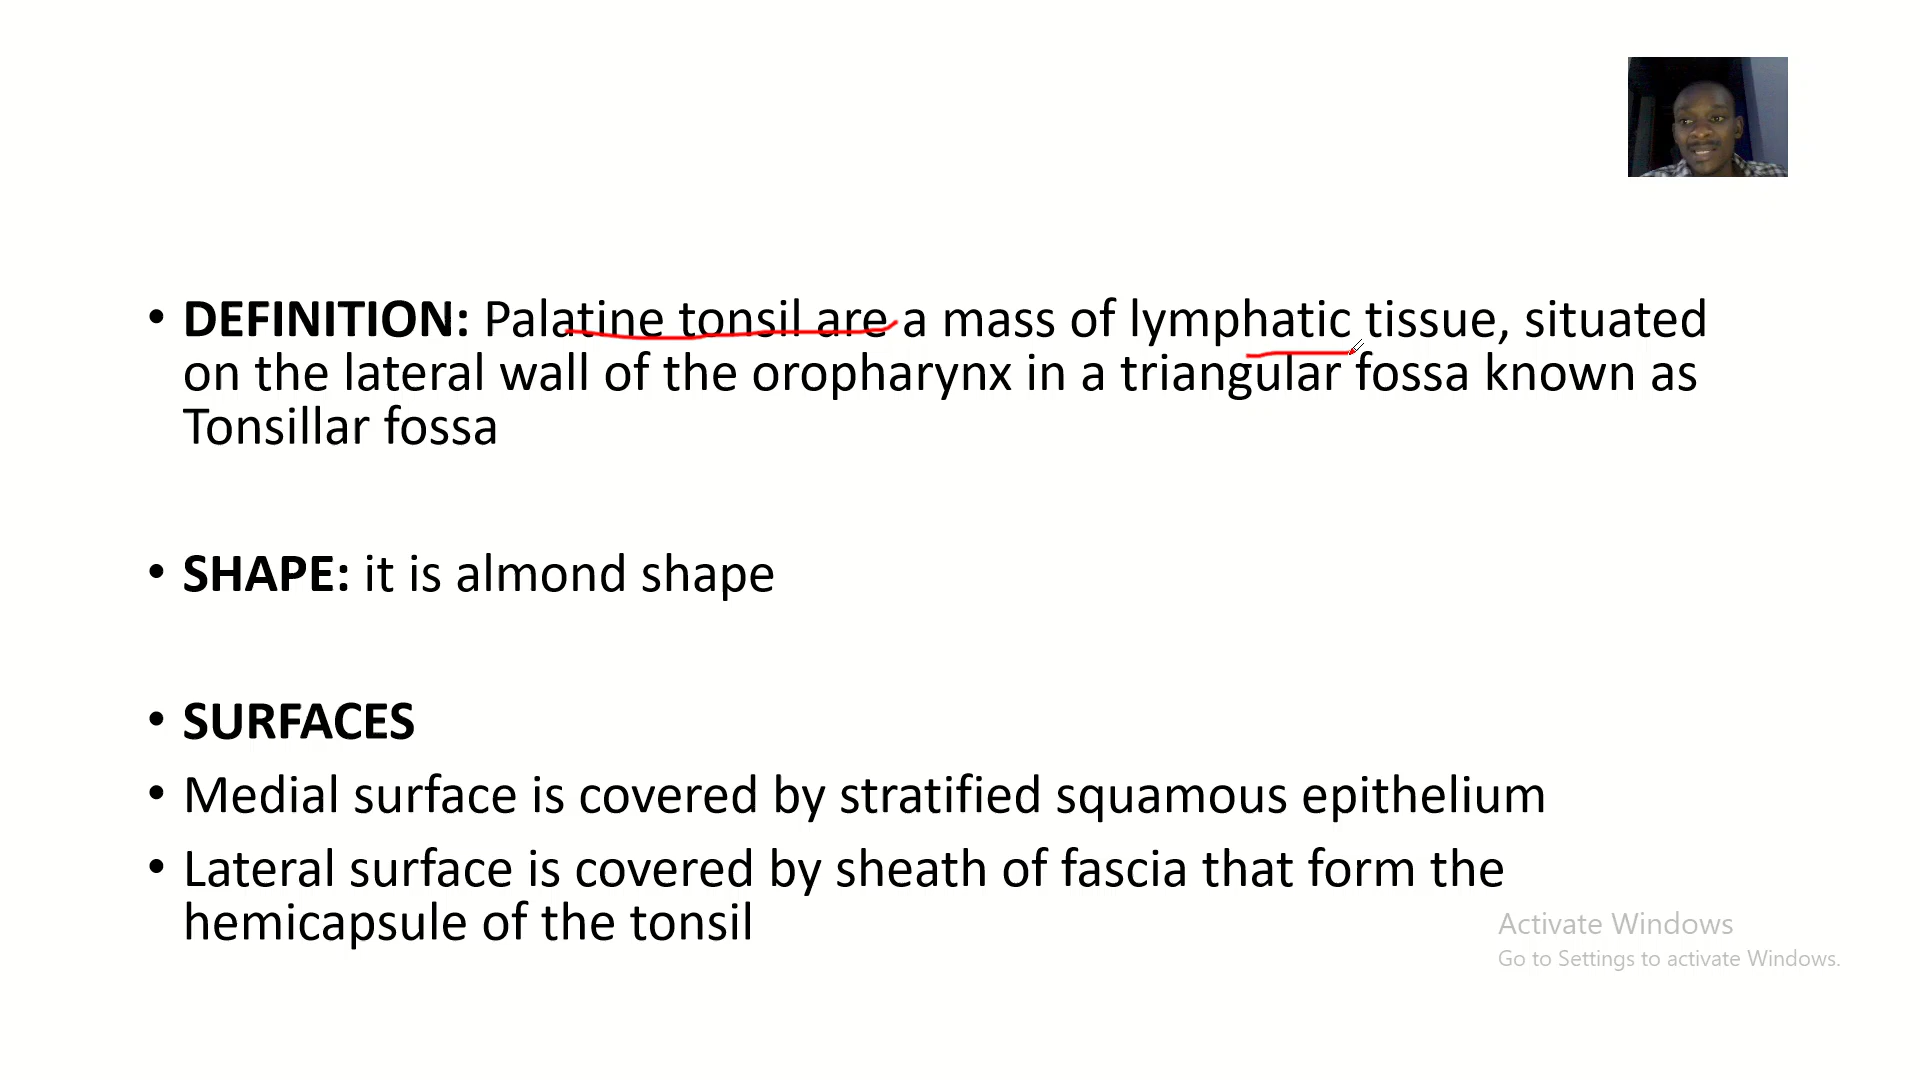 • DEFINITION: Palatine tonsil are a mass of lymphatic tissue, situated
on the lateral wall of the oropharynx in a triangular fossa known as
Tonsillar fossa
• SHAPE: it is almond shape
• SURFACES
• Medial surface is covered by stratified squamous epithelium
• Lateral surface is covered by sheath of fascia that form the
hemicapsule of the tonsil
Activate Windows
Go to Settings to activate Windows.